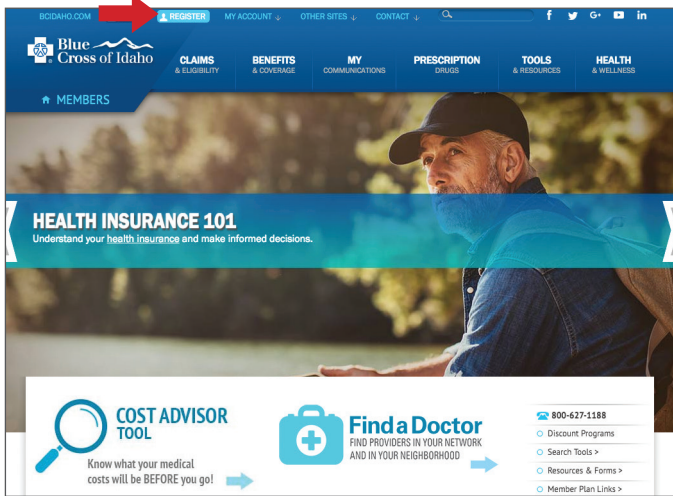 BCIDAHO.COM REGISTER MY ACCOUNT OTHER SITES CONTACT
Blue
Cross of Idaho
CLAIMS
& ELIGIBILITY
BENEFITS
& COVERAGE
MY
COMMUNICATIONS
PRESCRIPTION
DRUGS
TOOLS
& RESOURCES
HEALTH
& WELLNESS
MEMBERS
HEALTH INSURANCE 101
Understand your health insurance and make informed decisions.
COST ADVISOR
TOOL
Know what your medical
costs will be BEFORE you go!
Find a Doctor
FIND PROVIDERS IN YOUR NETWORK
AND IN YOUR NEIGHBORHOOD
800-627-1188
Discount Programs
Search Tools >
Resources & Forms >
Member Plan Links >